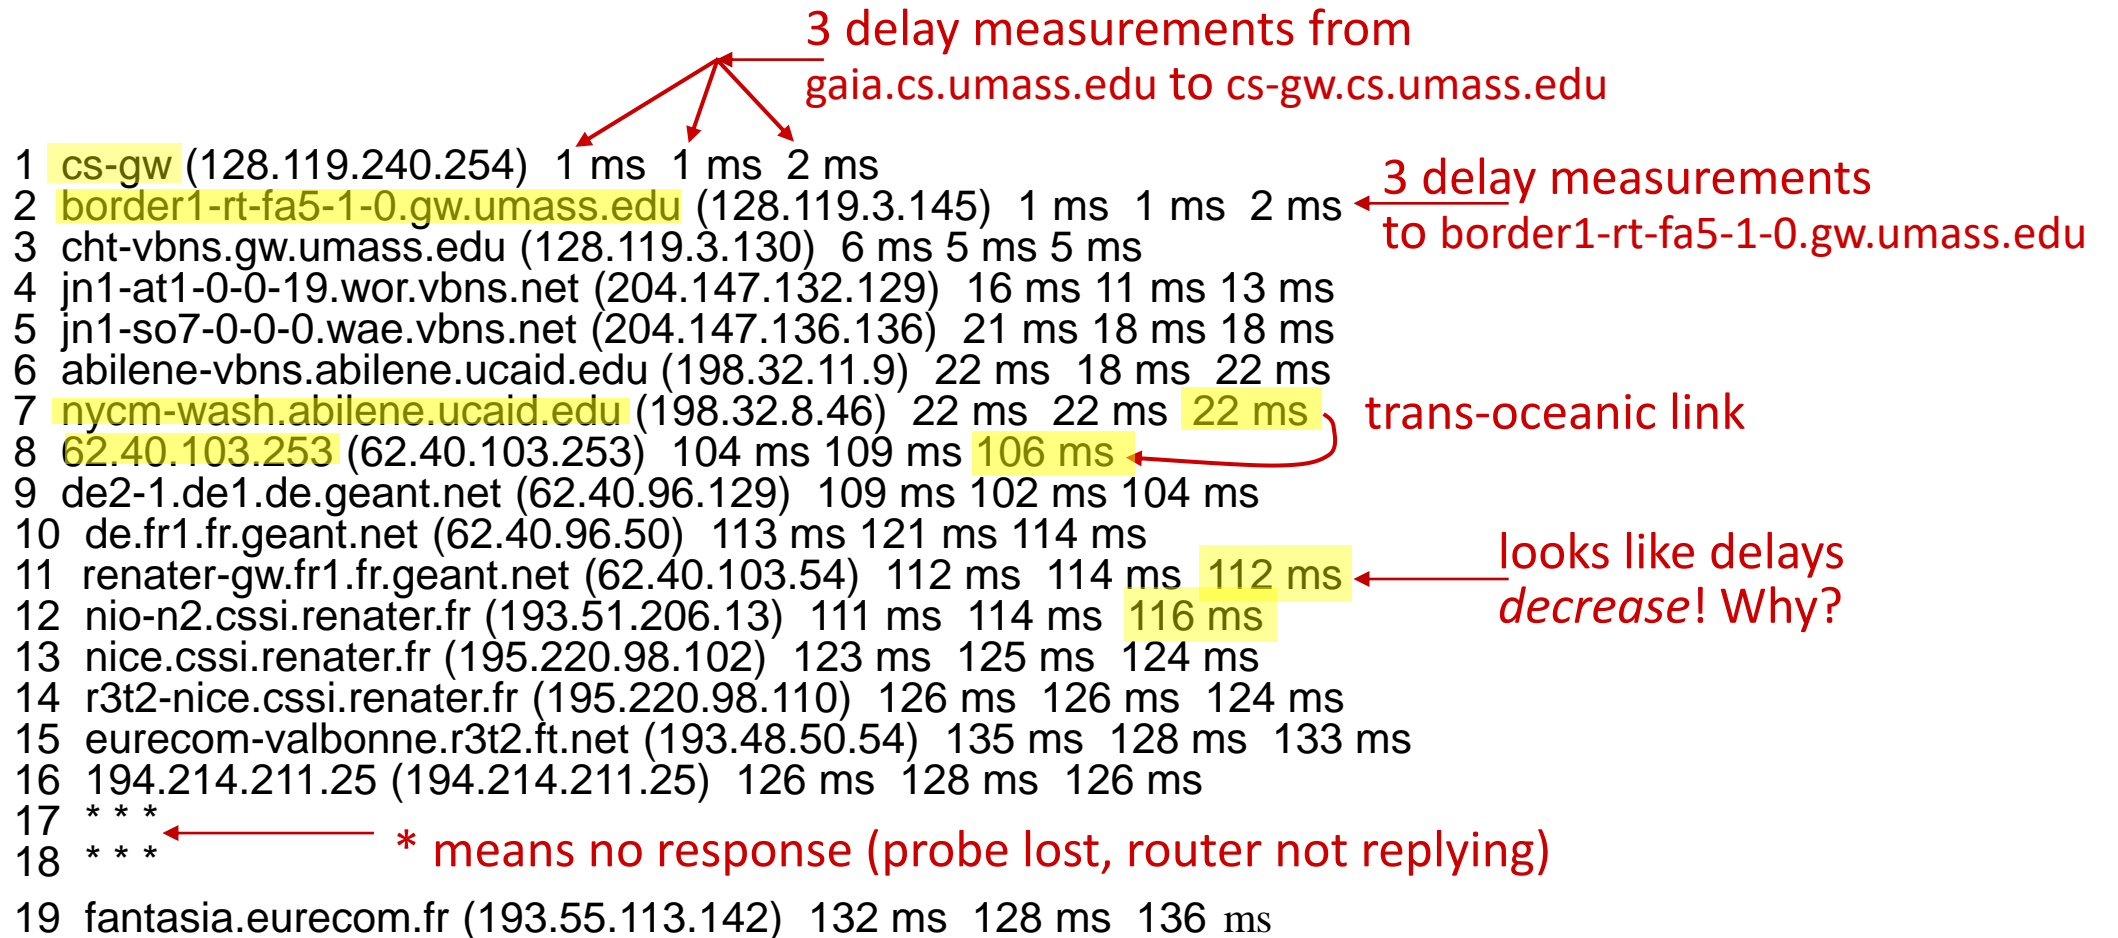 3 delay measurements from
gaia.cs.umass.edu to cs-gw.cs.umass.edu
1 cs-gw (128.119.240.254) 1 ms 1 ms 2 ms
2 border1-rt-fa5-1-0.gw.umass.edu (128.119.3.145) 1 ms 1 ms 2 ms
3 delay measurements
to border1-rt-fa5-1-0.gw.umass.edu
3 cht-vbns.gw.umass.edu (128.119.3.130) 6 ms 5 ms 5 ms
4 jn1-at1-0-0-19.wor.vbns.net (204.147.132.129) 16 ms 11 ms 13 ms
5 jn1-so7-0-0-0.wae.vbns.net (204.147.136.136) 21 ms 18 ms 18 ms
6 abilene-vbns.abilene.ucaid.edu (198.32.11.9) 22 ms 18 ms 22 ms
7 nycm-wash.abilene.ucaid.edu (198.32.8.46) 22 ms 22 ms 22 ms
trans-oceanic link
8 62.40.103.253 (62.40.103.253) 104 ms 109 ms 106 ms
9 de2-1.de1.de.geant.net (62.40.96.129) 109 ms 102 ms 104 ms
10 de.fr1.fr.geant.net (62.40.96.50) 113 ms 121 ms 114 ms
11 renater-gw.fr1.fr.geant.net (62.40.103.54) 112 ms 114 ms 112 ms
looks like delays
decrease! Why?
12 nio-n2.cssi.renater.fr (193.51.206.13) 111 ms 114 ms 116 ms
13 nice.cssi.renater.fr (195.220.98.102) 123 ms 125 ms 124 ms
14 r3t2-nice.cssi.renater.fr (195.220.98.110) 126 ms 126 ms 124 ms
15 eurecom-valbonne.r3t2.ft.net (193.48.50.54) 135 ms 128 ms 133 ms
16 194.214.211.25 (194.214.211.25) 126 ms 128 ms 126 ms
17 * * *
* means no response (probe lost, router not replying)
18 * * *
19 fantasia.eurecom.fr (193.55.113.142) 132 ms 128 ms 136 ms